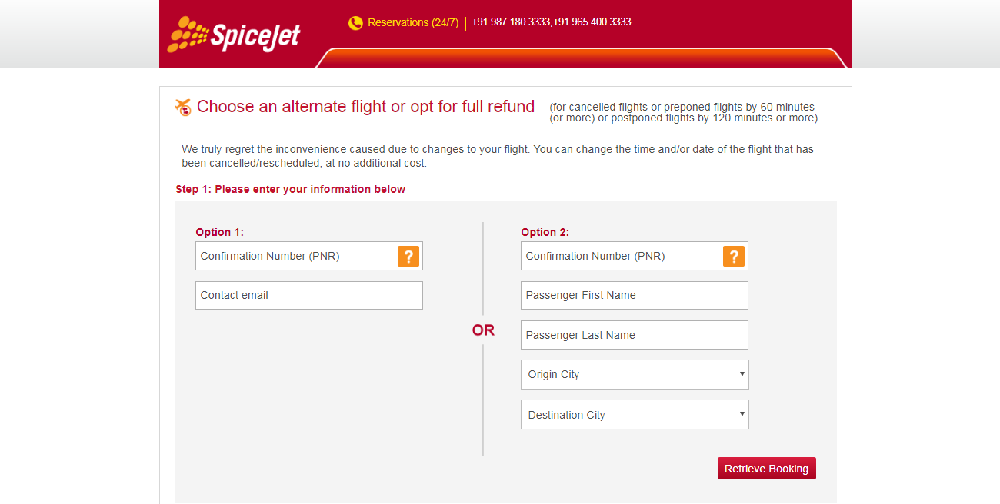 SpiceJet
Reservations (24/7) +91 987 180 3333,+91 965 400 3333
Choose an alternate flight or opt for full refund
(for cancelled flights or preponed flights by 60 minutes
(or more) or postponed flights by 120 minutes or more)
We truly regret the inconvenience caused due to changes to your flight. You can change the time and/or date of the flight that has
been cancelled/rescheduled, at no additional cost.
Step 1: Please enter your information below
Option 1:
Confirmation Number (PNR) ?
Contact email
OR
Option 2:
Confirmation Number (PNR) ?
Passenger First Name
Passenger Last Name
Origin City
Destination City
Retrieve Booking